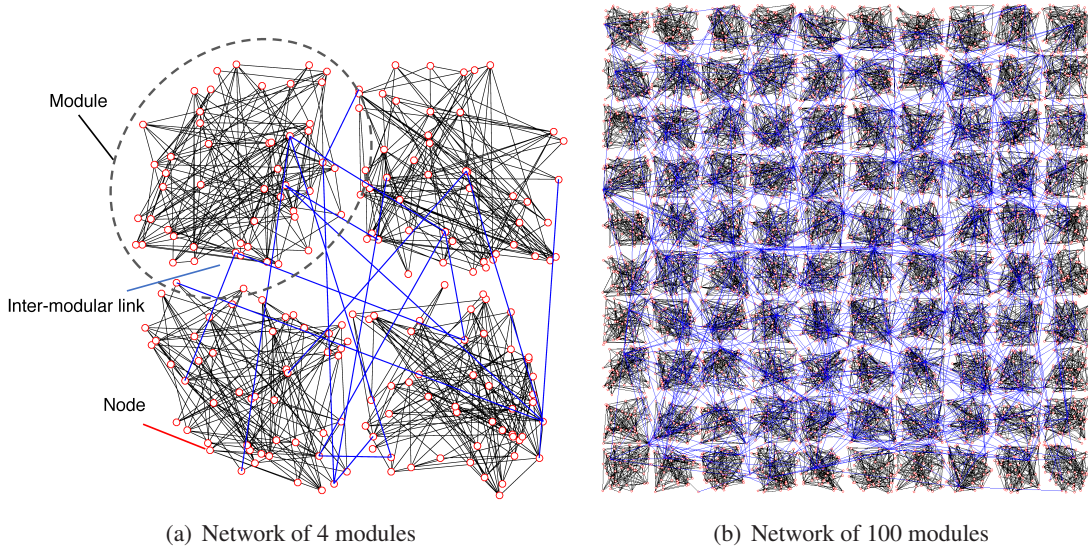 Module
Inter-modular link
Node
(a) Network of 4 modules
(b) Network of 100 modules